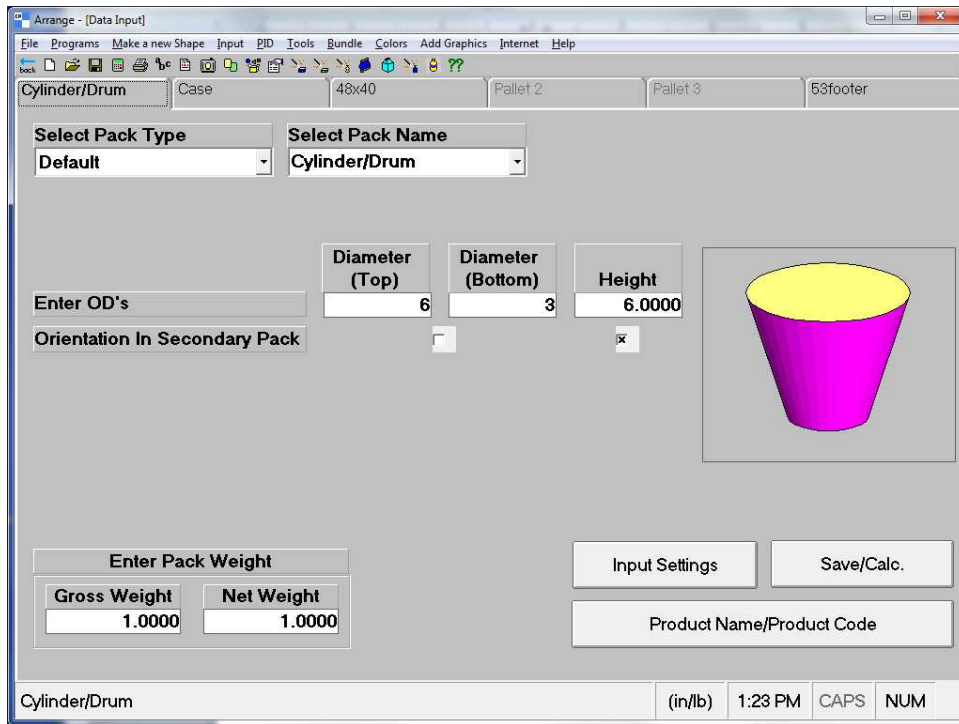 Arrange - [Data Input]
File Programs Make a new Shape Input PID Tools Bundle Colors Add Graphics Internet Help
back ??
Cylinder/Drum Case 48x40 Pallet 2 Pallet 3 53footer
Select Pack Type Select Pack Name
Default Cylinder/Drum
Diameter Diameter
(Top) (Bottom) Height
Enter OD's 6 3 6.0000
Orientation In Secondary Pack
Enter Pack Weight
Input Settings Save/Calc.
Gross Weight Net Weight
1.0000 1.0000
Product Name/Product Code
Cylinder/Drum (in/lb) 1:23 PM CAPS NUM